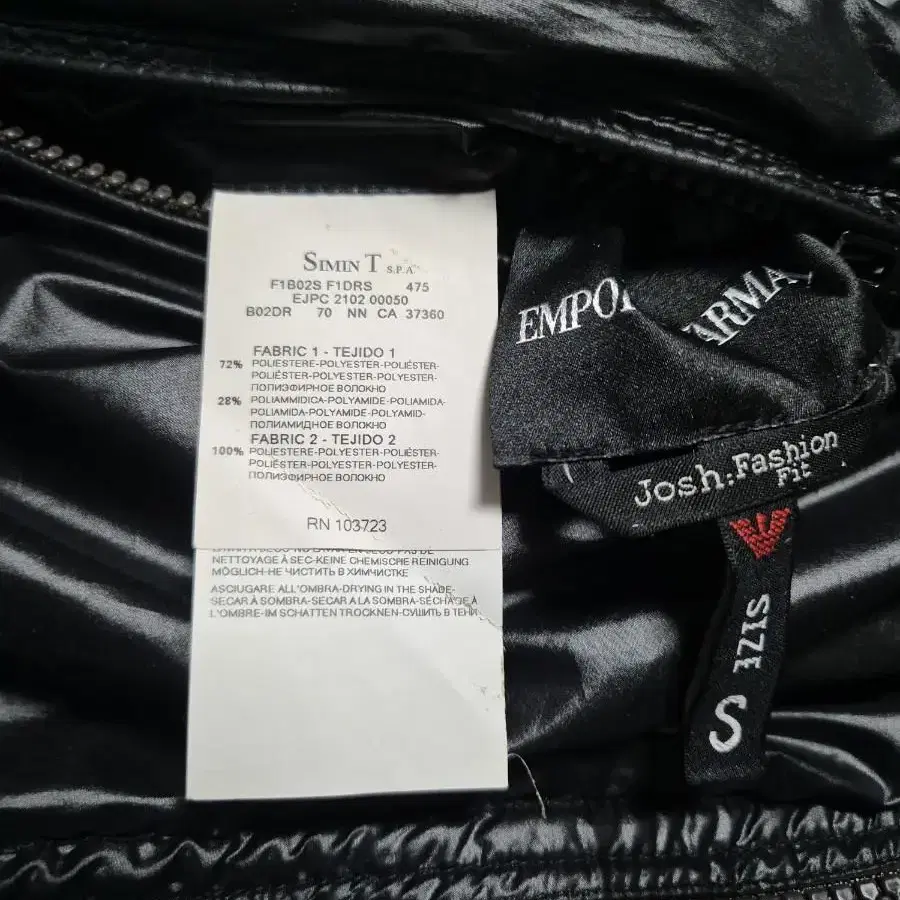 SIMIN T S.P.A.
F1B02S F1DRS 475
EJPC 2102 00050
B02DR 70 NN CA 37360
FABRIC 1 - TEJIDO 1
72% POLIESTERE-POLYESTER-POLIÉSTER-
POLIÉSTER-POLYESTER-POLYESTER-
ПОЛИЭФИРНОЕ ВОЛОКНО
28% POLIAMMIDICA-POLYAMIDE-POLIAMIDA-
POLIAMIDA-POLYAMIDE-POLYAMID-
ПОЛИАМИДНОЕ ВОЛОКНО
FABRIC 2 - TEJIDO 2
100% POLIESTERE-POLYESTER-POLIÉSTER-
POLIÉSTER-POLYESTER-POLYESTER-
ПОЛИЭФИРНОЕ ВОЛОКНО
RN 103723
NETTOYAGE À SEC-KEINE CHEMISCHE REINIGUNG
MÖGLICH-НЕ ЧИСТИТЬ В ХИМЧИСТКЕ
ASCIUGARE ALL'OMBRA-DRYING IN THE SHADE-
SECAR À SOMBRA-SECAR A LA SOMBRA-SÉCHAGE A
L'OMBRE-IM SCHATTEN TROCKNEN-СУШИТЬ В ТЕНИ
EMPO
ARMA
Josh.Fashion
Fit
SIZE
S